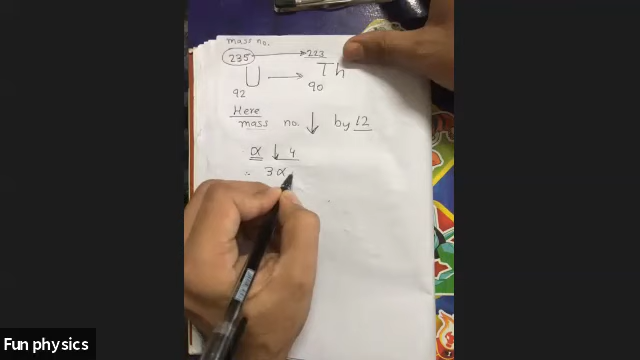 mass no.
235 → 223
U → Th
92 90
Here
mass no. ↓ by 12
α ↓ 4
∴ 3α
Fun physics